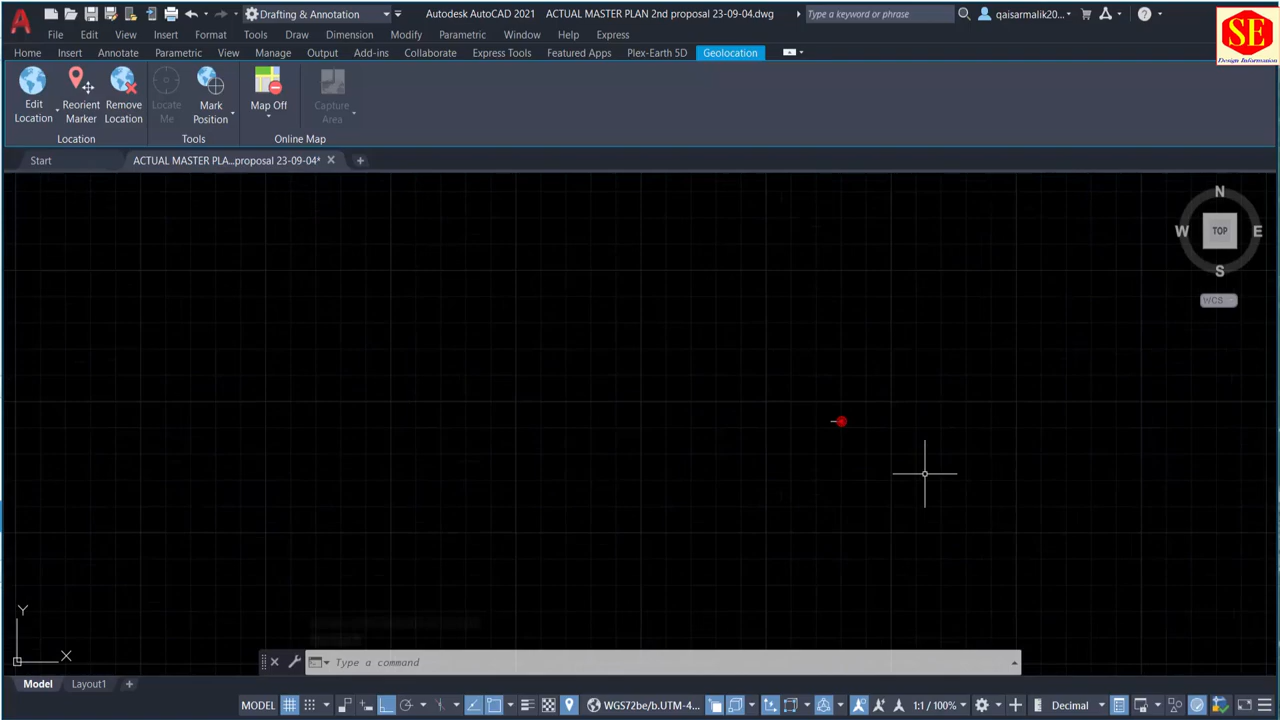 Drafting & Annotation
Autodesk AutoCAD 2021 ACTUAL MASTER PLAN 2nd proposal 23-09-04.dwg
Type a keyword or phrase
qaisarmalik20...
SE
Design Information
File Edit View Insert Format Tools Draw Dimension Modify Parametric Window Help Express
Home Insert Annotate Parametric View Manage Output Add-ins Collaborate Express Tools Featured Apps Plex-Earth 5D Geolocation
Edit Location
Reorient Marker
Remove Location
Locate Me
Mark Position
Map Off
Capture Area
Location Tools Online Map
Start ACTUAL MASTER PLA...proposal 23-09-04*
N
W TOP E
S
WCS
Y
X
Type a command
Model Layout1
MODEL WGS72be/b.UTM-4... 1:1 / 100% Decimal